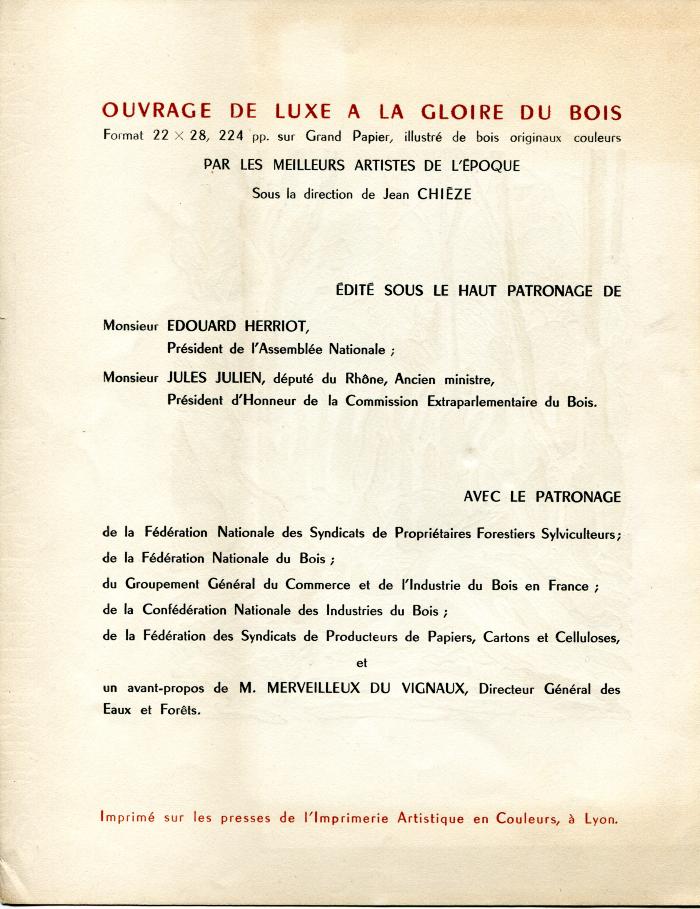 OUVRAGE DE LUXE A LA GLOIRE DU BOIS
Format 22 × 28, 224 pp. sur Grand Papier, illustré de bois originaux couleurs
PAR LES MEILLEURS ARTISTES DE L'ÉPOQUE
Sous la direction de Jean CHIÈZE
ÉDITÉ SOUS LE HAUT PATRONAGE DE
Monsieur EDOUARD HERRIOT,
Président de l'Assemblée Nationale ;
Monsieur JULES JULIEN, député du Rhône, Ancien ministre,
Président d'Honneur de la Commission Extraparlementaire du Bois.
AVEC LE PATRONAGE
de la Fédération Nationale des Syndicats de Propriétaires Forestiers Sylviculteurs;
de la Fédération Nationale du Bois ;
du Groupement Général du Commerce et de l'Industrie du Bois en France ;
de la Confédération Nationale des Industries du Bois ;
de la Fédération des Syndicats de Producteurs de Papiers, Cartons et Celluloses,
et
un avant-propos de M. MERVEILLEUX DU VIGNAUX, Directeur Général des
Eaux et Forêts.
Imprimé sur les presses de l'Imprimerie Artistique en Couleurs, à Lyon.